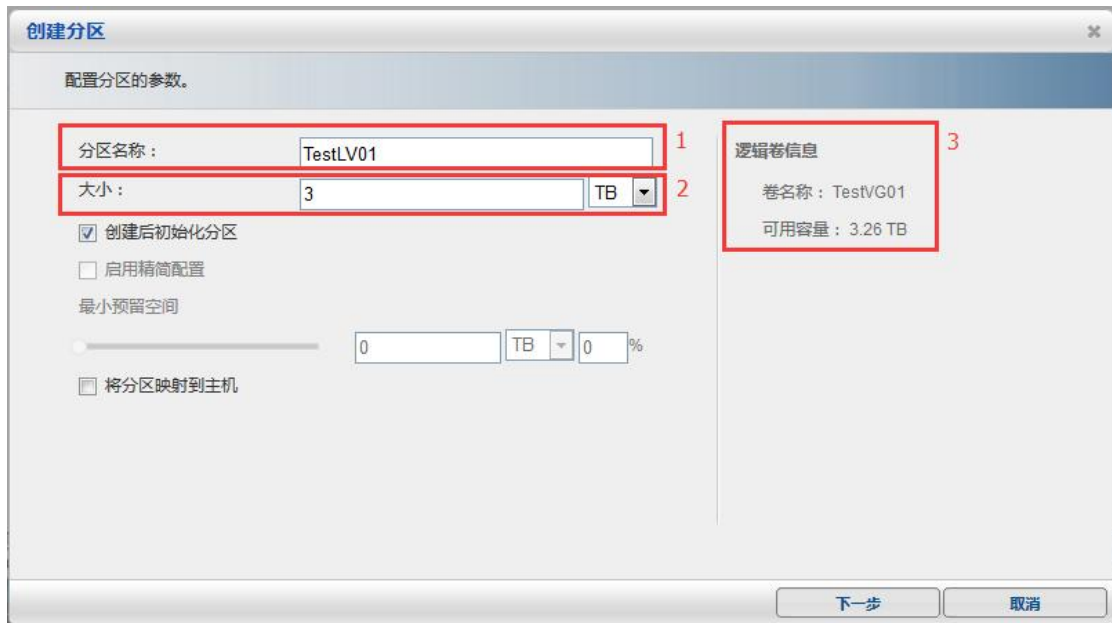 创建分区
配置分区的参数。
分区名称： TestLV01 1
大小： 3 TB 2
创建后初始化分区
启用精简配置
最小预留空间
0 TB 0 %
将分区映射到主机
逻辑卷信息 3
卷名称： TestVG01
可用容量： 3.26 TB
下一步 取消